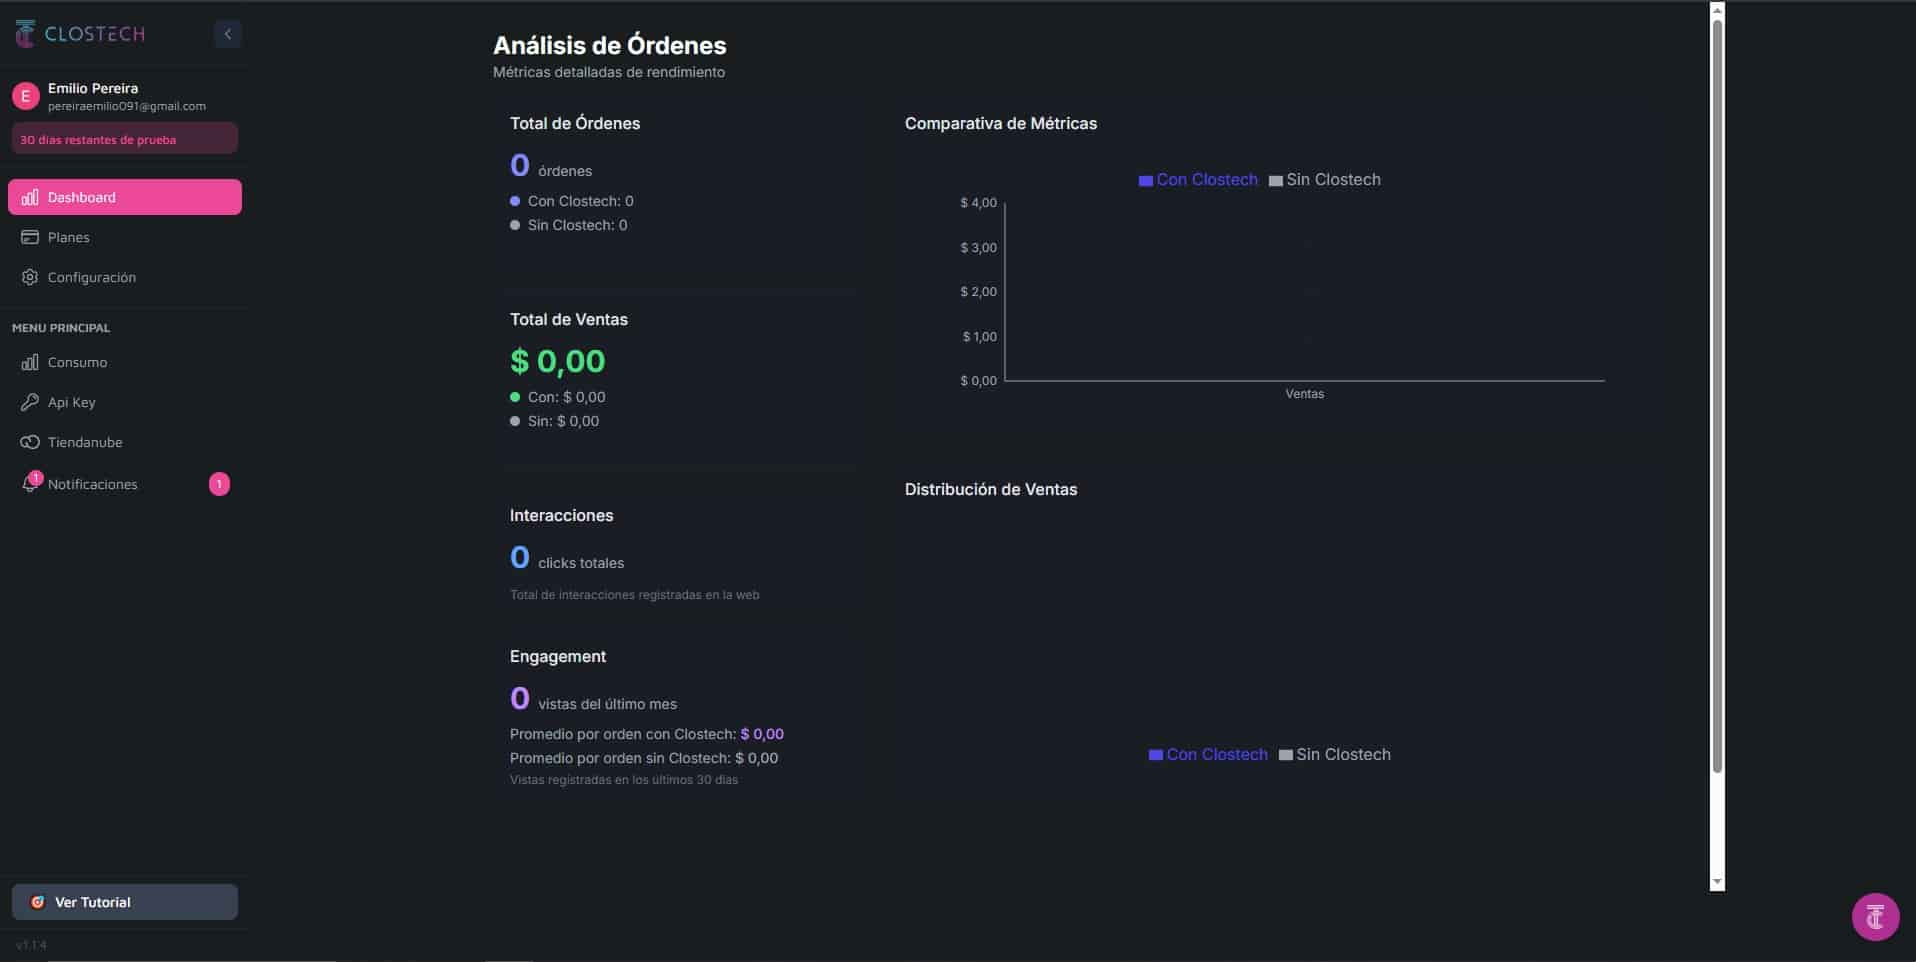 CLOSTECH
E
Emilio Pereira
pereiraemilio091@gmail.com
30 días restantes de prueba
Dashboard
Planes
Configuración
MENU PRINCIPAL
Consumo
Api Key
Tiendanube
1
Notificaciones
1
Ver Tutorial
v1.1.4
Análisis de Órdenes
Métricas detalladas de rendimiento
Total de Órdenes
0 órdenes
Con Clostech: 0
Sin Clostech: 0
Total de Ventas
$ 0,00
Con: $ 0,00
Sin: $ 0,00
Interacciones
0 clicks totales
Total de interacciones registradas en la web
Engagement
0 vistas del último mes
Promedio por orden con Clostech: $ 0,00
Promedio por orden sin Clostech: $ 0,00
Vistas registradas en los últimos 30 días
Comparativa de Métricas
Con Clostech Sin Clostech
$ 4,00
$ 3,00
$ 2,00
$ 1,00
$ 0,00
Ventas
Distribución de Ventas
Con Clostech Sin Clostech